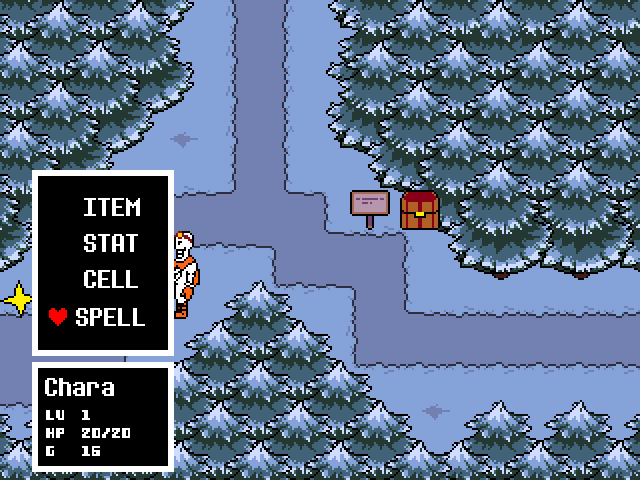 ITEM
STAT
CELL
SPELL
Chara
LV 1
HP 20/20
G 16